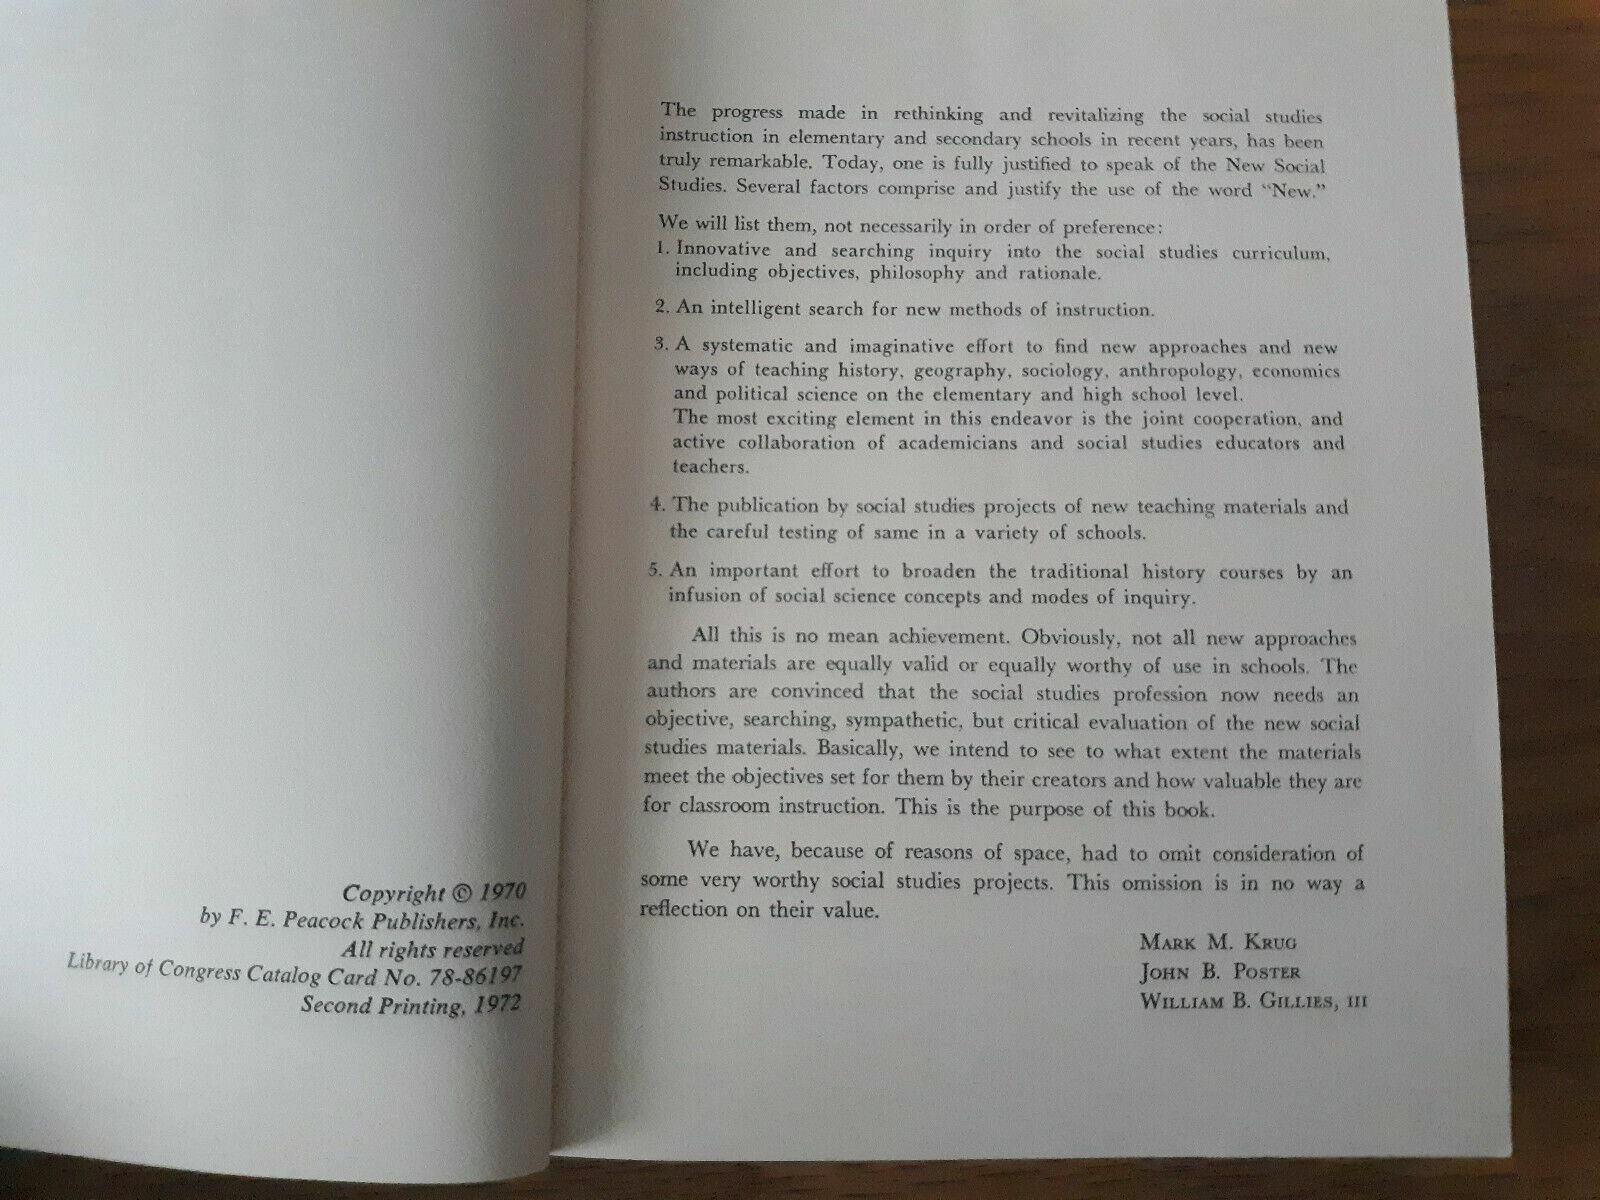 Copyright © 1970
by F. E. Peacock Publishers, Inc.
All rights reserved
Library of Congress Catalog Card No. 78-86197
Second Printing, 1972
The progress made in rethinking and revitalizing the social studies
instruction in elementary and secondary schools in recent years, has been
truly remarkable. Today, one is fully justified to speak of the New Social
Studies. Several factors comprise and justify the use of the word "New."
We will list them, not necessarily in order of preference:
1. Innovative and searching inquiry into the social studies curriculum,
including objectives, philosophy and rationale.
2. An intelligent search for new methods of instruction.
3. A systematic and imaginative effort to find new approaches and new
ways of teaching history, geography, sociology, anthropology, economics
and political science on the elementary and high school level.
The most exciting element in this endeavor is the joint cooperation, and
active collaboration of academicians and social studies educators and
teachers.
4. The publication by social studies projects of new teaching materials and
the careful testing of same in a variety of schools.
5. An important effort to broaden the traditional history courses by an
infusion of social science concepts and modes of inquiry.
All this is no mean achievement. Obviously, not all new approaches
and materials are equally valid or equally worthy of use in schools. The
authors are convinced that the social studies profession now needs an
objective, searching, sympathetic, but critical evaluation of the new social
studies materials. Basically, we intend to see to what extent the materials
meet the objectives set for them by their creators and how valuable they are
for classroom instruction. This is the purpose of this book.
We have, because of reasons of space, had to omit consideration of
some very worthy social studies projects. This omission is in no way a
reflection on their value.
MARK M. KRUG
JOHN B. POSTER
WILLIAM B. GILLIES, III